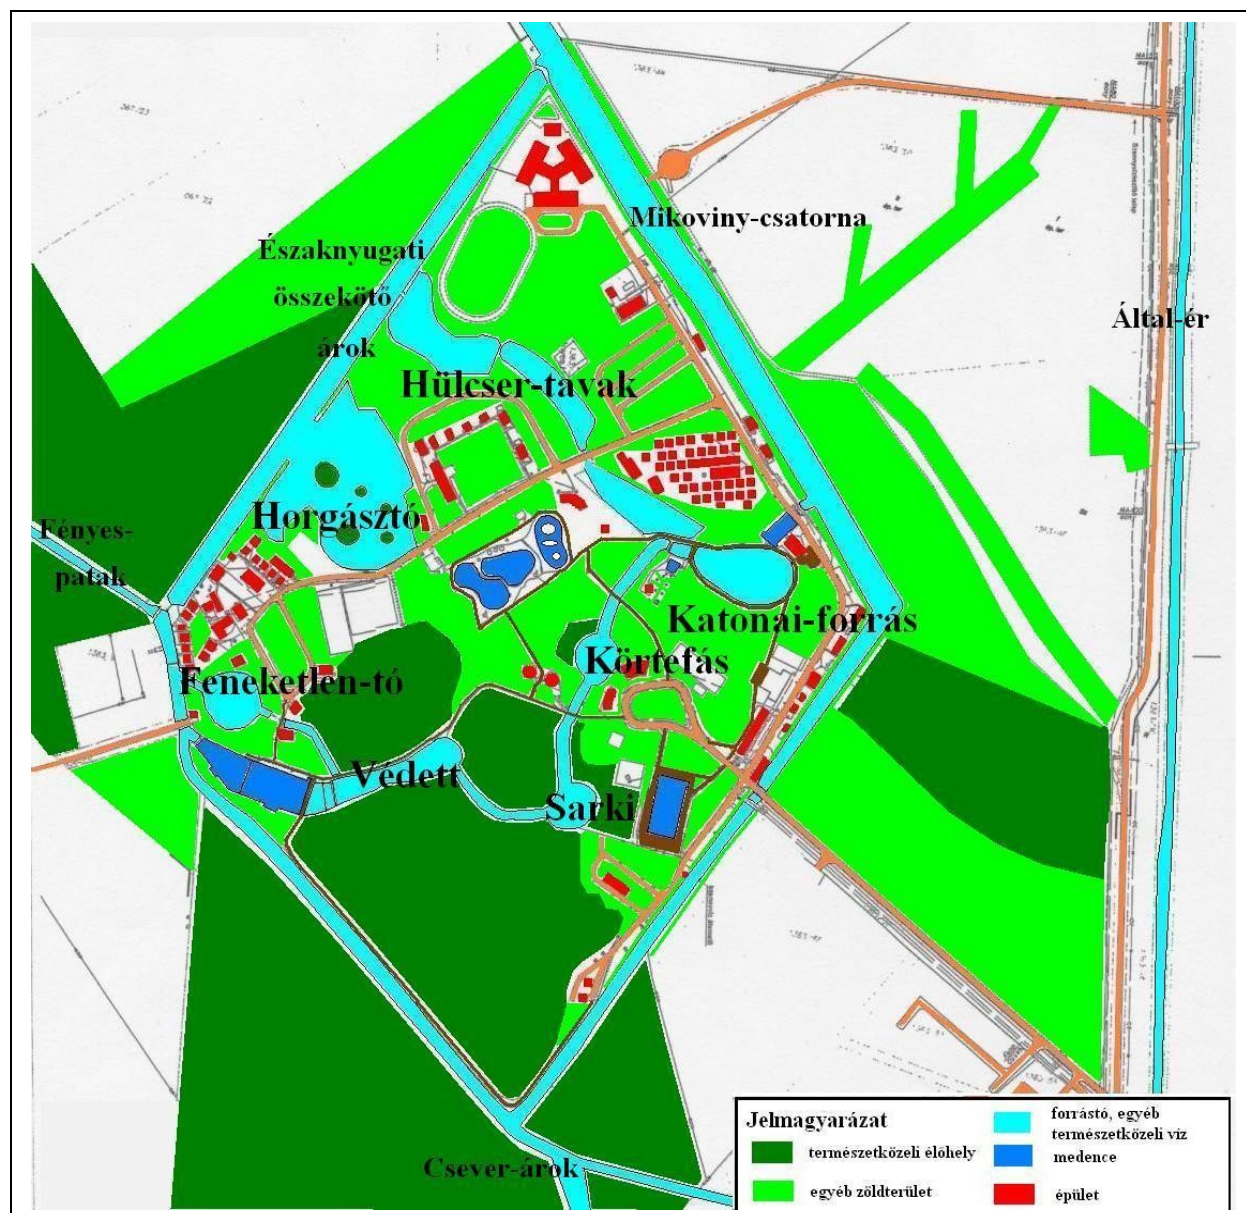 Mikoviny-csatorna
Északnyugati
összekötő
árok
Által-ér
Hülcser-tavak
Horgásztó
Fényes-
patak
Katonai-forrás
Körtefás
Feneketlen-tó
Védett
Sarki
Csever-árok
Jelmagyarázat
természetközeli élőhely
egyéb zöldterület
forrástó, egyéb
természetközeli víz
medence
épület